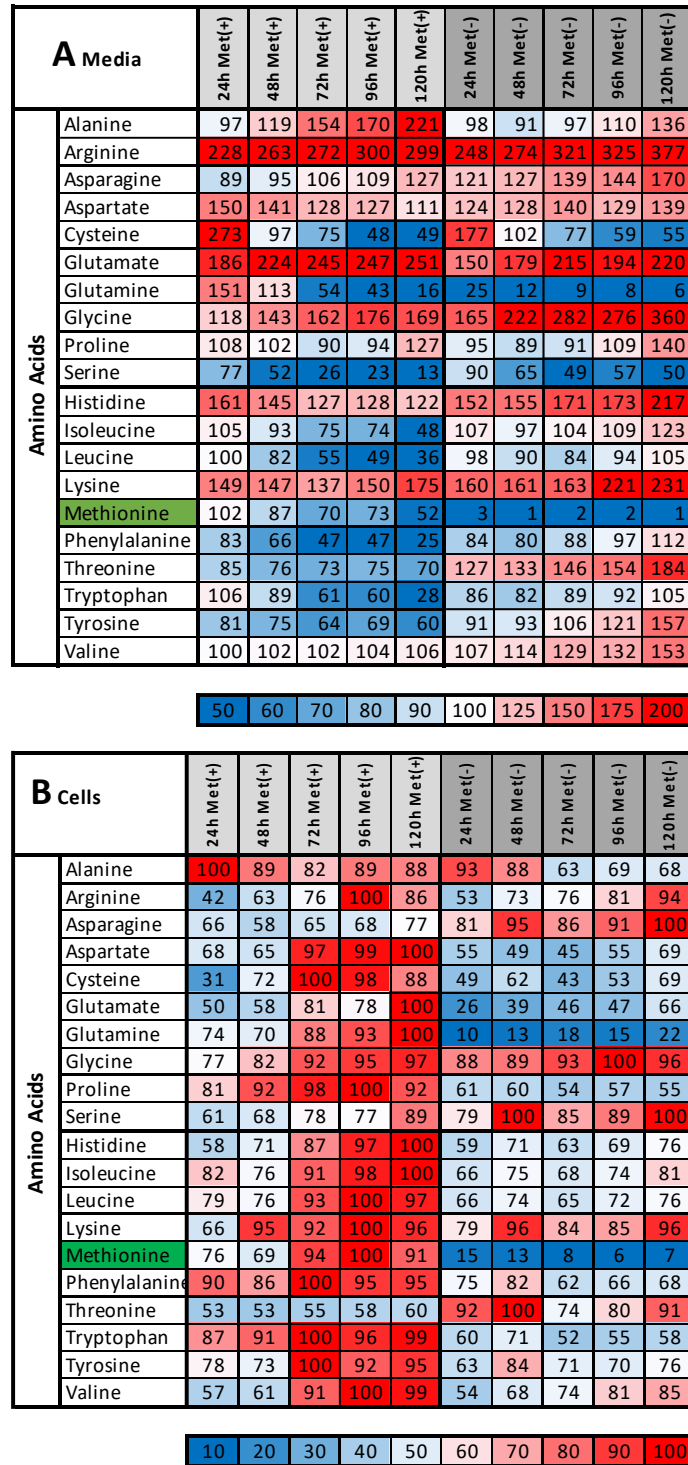 A Media 24h Met(+) 48h Met(+) 72h Met(+) 96h Met(+) 120h Met(+) 24h Met(-) 48h Met(-) 72h Met(-) 96h Met(-) 120h Met(-)
Amino Acids
Alanine 97 119 154 170 221 98 91 97 110 136
Arginine 228 263 272 300 299 248 274 321 325 377
Asparagine 89 95 106 109 127 121 127 139 144 170
Aspartate 150 141 128 127 111 124 128 140 129 139
Cysteine 273 97 75 48 49 177 102 77 59 55
Glutamate 186 224 245 247 251 150 179 215 194 220
Glutamine 151 113 54 43 16 25 12 9 8 6
Glycine 118 143 162 176 169 165 222 282 276 360
Proline 108 102 90 94 127 95 89 91 109 140
Serine 77 52 26 23 13 90 65 49 57 50
Histidine 161 145 127 128 122 152 155 171 173 217
Isoleucine 105 93 75 74 48 107 97 104 109 123
Leucine 100 82 55 49 36 98 90 84 94 105
Lysine 149 147 137 150 175 160 161 163 221 231
Methionine 102 87 70 73 52 3 1 2 2 1
Phenylalanine 83 66 47 47 25 84 80 88 97 112
Threonine 85 76 73 75 70 127 133 146 154 184
Tryptophan 106 89 61 60 28 86 82 89 92 105
Tyrosine 81 75 64 69 60 91 93 106 121 157
Valine 100 102 102 104 106 107 114 129 132 153
50 60 70 80 90 100 125 150 175 200
B Cells 24h Met(+) 48h Met(+) 72h Met(+) 96h Met(+) 120h Met(+) 24h Met(-) 48h Met(-) 72h Met(-) 96h Met(-) 120h Met(-)
Amino Acids
Alanine 100 89 82 89 88 93 88 63 69 68
Arginine 42 63 76 100 86 53 73 76 81 94
Asparagine 66 58 65 68 77 81 95 86 91 100
Aspartate 68 65 97 99 100 55 49 45 55 69
Cysteine 31 72 100 98 88 49 62 43 53 69
Glutamate 50 58 81 78 100 26 39 46 47 66
Glutamine 74 70 88 93 100 10 13 18 15 22
Glycine 77 82 92 95 97 88 89 93 100 96
Proline 81 92 98 100 92 61 60 54 57 55
Serine 61 68 78 77 89 79 100 85 89 100
Histidine 58 71 87 97 100 59 71 63 69 76
Isoleucine 82 76 91 98 100 66 75 68 74 81
Leucine 79 76 93 100 97 66 74 65 72 76
Lysine 66 95 92 100 96 79 96 84 85 96
Methionine 76 69 94 100 91 15 13 8 6 7
Phenylalanine 90 86 100 95 95 75 82 62 66 68
Threonine 53 53 55 58 60 92 100 74 80 91
Tryptophan 87 91 100 96 99 60 71 52 55 58
Tyrosine 78 73 100 92 95 63 84 71 70 76
Valine 57 61 91 100 99 54 68 74 81 85
10 20 30 40 50 60 70 80 90 100